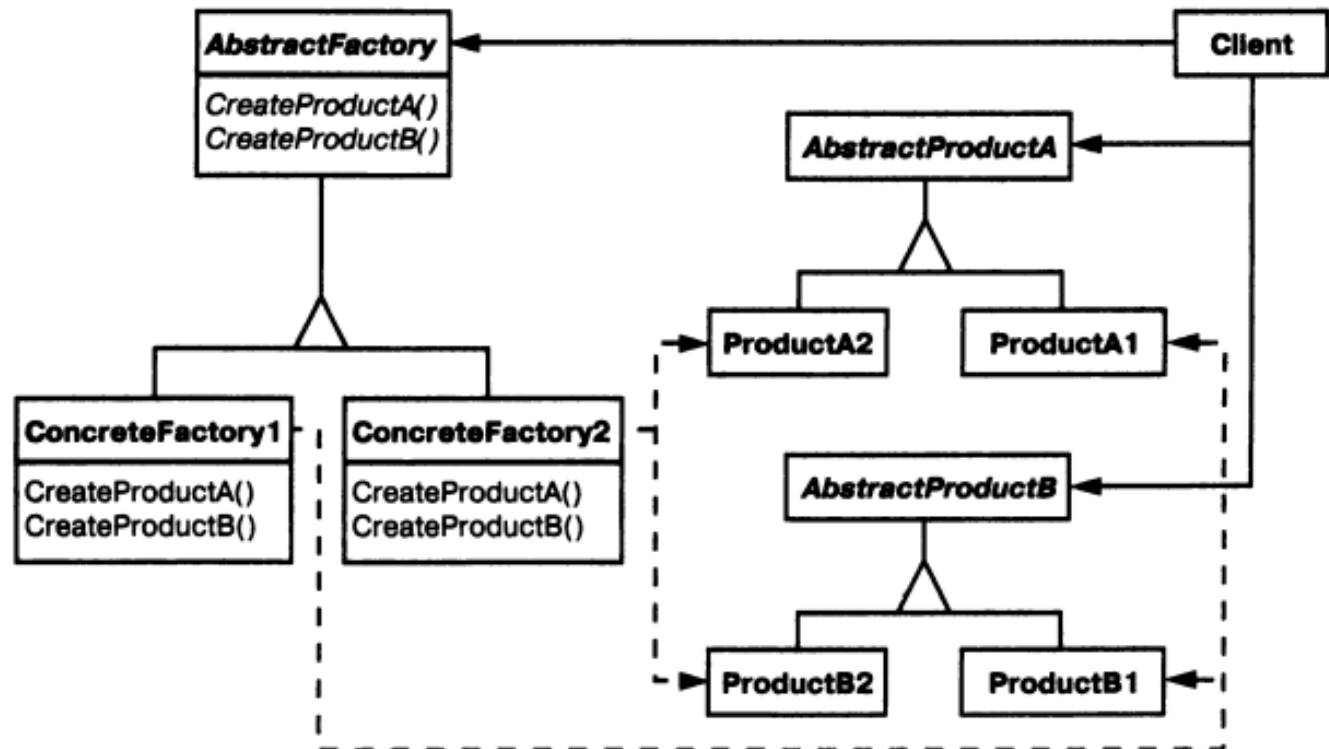 AbstractFactory
Client
CreateProductA()
CreateProductB()
AbstractProductA
ProductA2
ProductA1
ConcreteFactory1
ConcreteFactory2
CreateProductA()
CreateProductB()
CreateProductA()
CreateProductB()
AbstractProductB
ProductB2
ProductB1